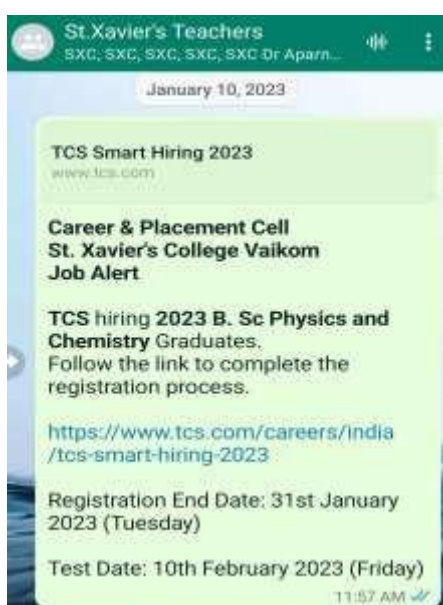 St.Xavier's Teachers
SXC, SXC, SXC, SXC, SXC Dr Aparn...
January 10, 2023
TCS Smart Hiring 2023
www.tcs.com
Career & Placement Cell
St. Xavier's College Vaikom
Job Alert
TCS hiring 2023 B. Sc Physics and
Chemistry Graduates.
Follow the link to complete the
registration process.
https://www.tcs.com/careers/india
/tcs-smart-hiring-2023
Registration End Date: 31st January
2023 (Tuesday)
Test Date: 10th February 2023 (Friday)
11:57 AM